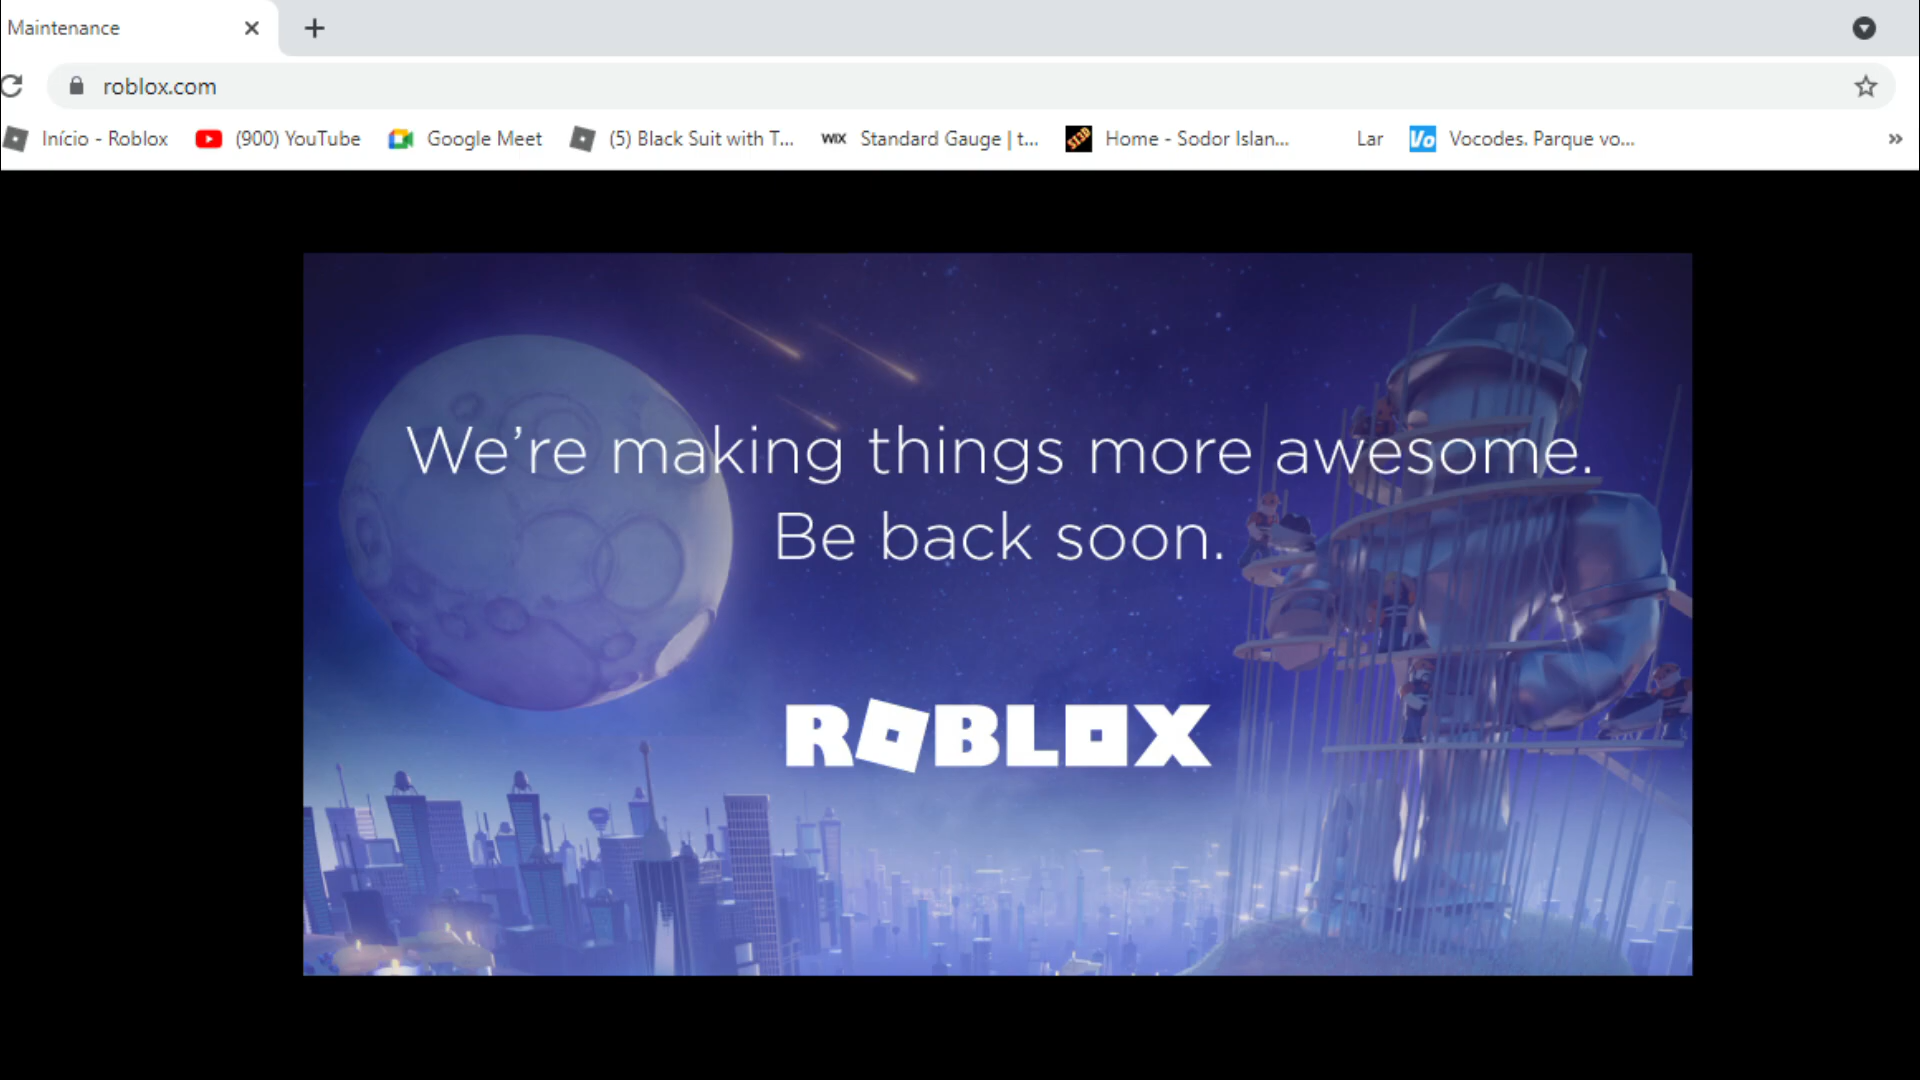 Maintenance
roblox.com
Início - Roblox (900) YouTube Google Meet (5) Black Suit with T... WIX Standard Gauge | t... SI3D Home - Sodor Islan... Lar Vo Vocodes. Parque vo...
We're making things more awesome.
Be back soon.
ROBLOX